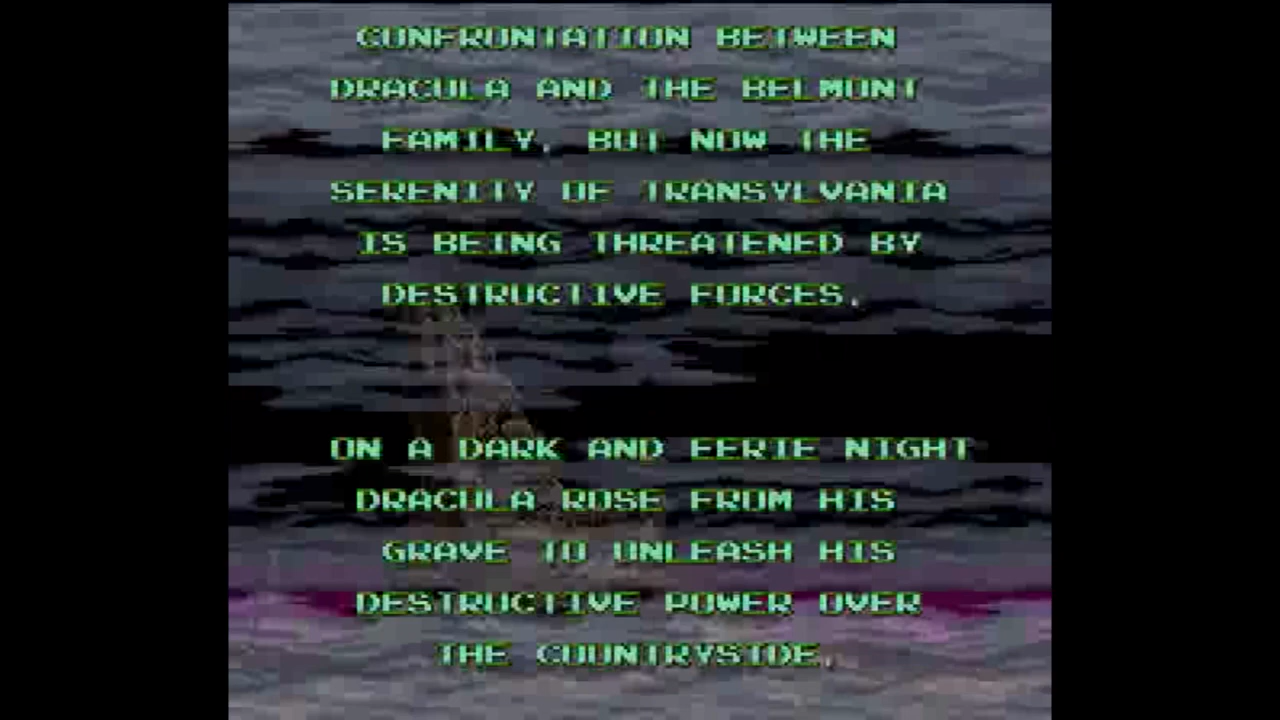 CONFRONTATION BETWEEN
DRACULA AND THE BELMONT
FAMILY. BUT NOW THE
SERENITY OF TRANSYLVANIA
IS BEING THREATENED BY
DESTRUCTIVE FORCES.
ON A DARK AND EERIE NIGHT
DRACULA ROSE FROM HIS
GRAVE TO UNLEASH HIS
DESTRUCTIVE POWER OVER
THE COUNTRYSIDE.